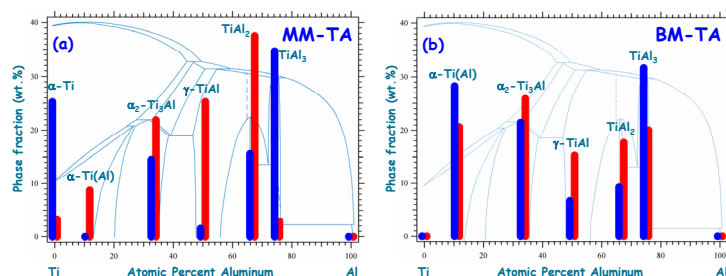 (a)
MM-TA
TiAl2
TiAl3
α-Ti
α2-Ti3Al
γ-TiAl
α-Ti(Al)
Phase fraction (wt.%)
40
30
20
10
0
0 20 40 60 80 100
Ti Atomic Percent Aluminum Al
(b)
BM-TA
TiAl3
α-Ti(Al)
α2-Ti3Al
γ-TiAl
TiAl2
Phase fraction (wt.%)
40
30
20
10
0
0 20 40 60 80 100
Ti Atomic Percent Aluminum Al